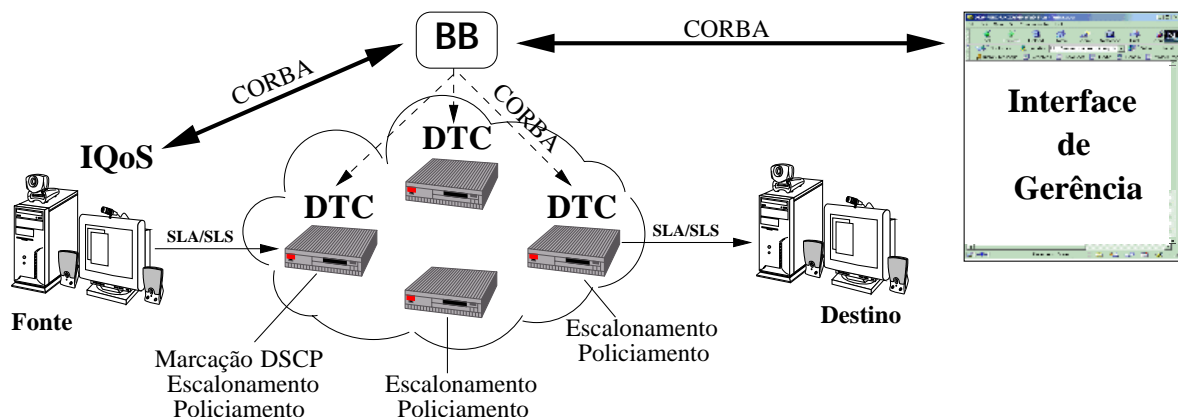 BB
CORBA
CORBA
CORBA
IQoS
DTC
DTC
DTC
SLA/SLS
SLA/SLS
Fonte
Destino
Marcação DSCP
Escalonamento
Policiamento
Escalonamento
Policiamento
Escalonamento
Policiamento
Interface
de
Gerência